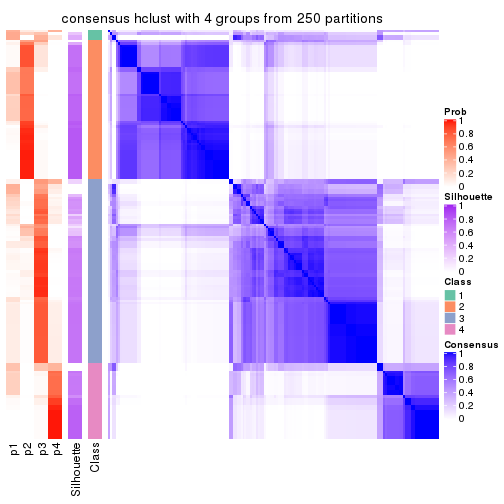 consensus hclust with 4 groups from 250 partitions
Prob
1
0.8
0.6
0.4
0.2
0
Silhouette
1
0.8
0.6
0.4
0.2
0
Class
1
2
3
4
Consensus
1
0.8
0.6
0.4
0.2
0
p1
p2
p3
p4
Silhouette
Class